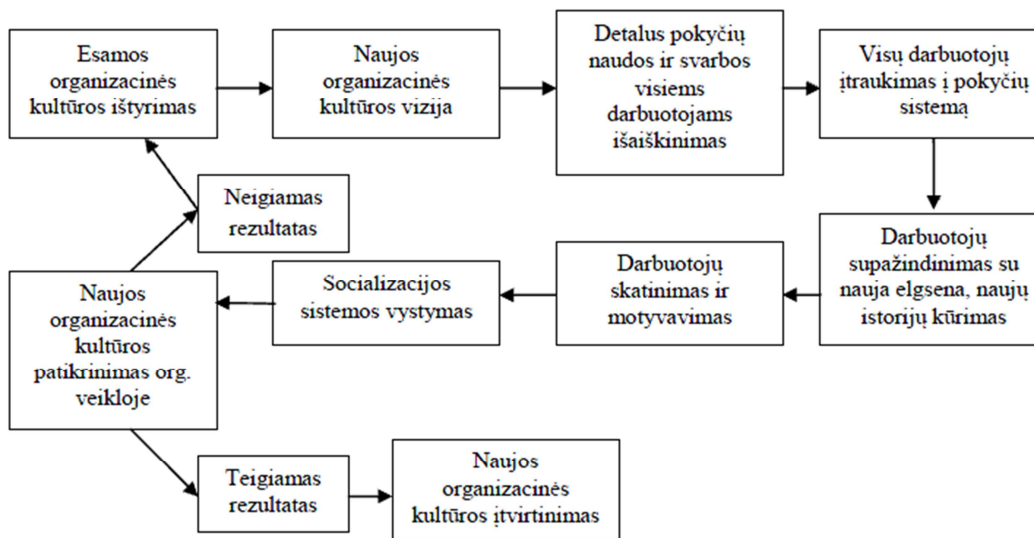 Esamos
organizacinės
kultūros ištyrimas
Naujos
organizacinės
kultūros vizija
Detalus pokyčių
naudos ir svarbos
visiems
darbuotojams
išaiškinimas
Visų darbuotojų
įtraukimas į pokyčių
sistemą
Neigiamas
rezultatas
Darbuotojų
supažindinimas su
nauja elgsena, naujų
istorijų kūrimas
Darbuotojų
skatinimas ir
motyvavimas
Socializacijos
sistemos vystymas
Naujos
organizacinės
kultūros
patikrinimas org.
veikloje
Teigiamas
rezultatas
Naujos
organizacinės
kultūros įtvirtinimas